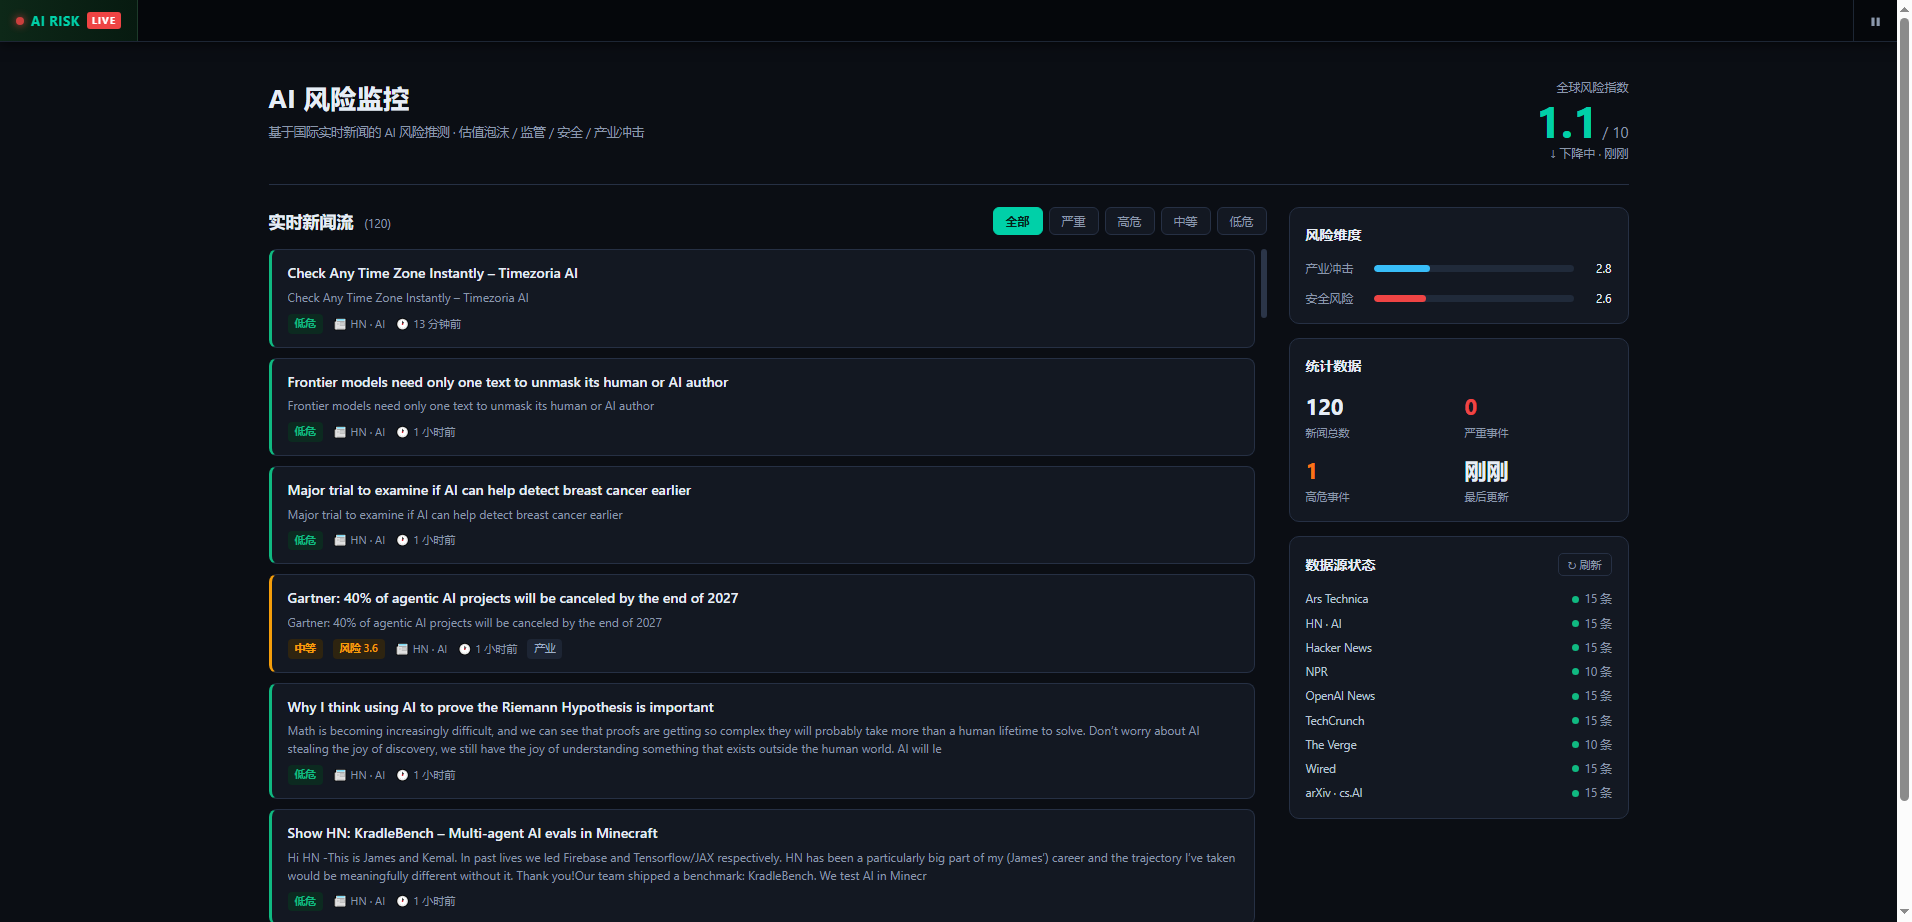 AI RISK LIVE
AI 风险监控
基于国际实时新闻的 AI 风险推测 · 估值泡沫 / 监管 / 安全 / 产业冲击
全球风险指数
1.1 / 10
↓ 下降中 · 刚刚
实时新闻流 (120)
全部 严重 高危 中等 低危
Check Any Time Zone Instantly – Timezoria AI
Check Any Time Zone Instantly – Timezoria AI
低危 HN · AI 13 分钟前
Frontier models need only one text to unmask its human or AI author
Frontier models need only one text to unmask its human or AI author
低危 HN · AI 1 小时前
Major trial to examine if AI can help detect breast cancer earlier
Major trial to examine if AI can help detect breast cancer earlier
低危 HN · AI 1 小时前
Gartner: 40% of agentic AI projects will be canceled by the end of 2027
Gartner: 40% of agentic AI projects will be canceled by the end of 2027
中等 风险 3.6 HN · AI 1 小时前 产业
Why I think using AI to prove the Riemann Hypothesis is important
Math is becoming increasingly difficult, and we can see that proofs are getting so complex they will probably take more than a human lifetime to solve. Don't worry about AI
stealing the joy of discovery, we still have the joy of understanding something that exists outside the human world. AI will le
低危 HN · AI 1 小时前
Show HN: KradleBench – Multi-agent AI evals in Minecraft
Hi HN -This is James and Kemal. In past lives we led Firebase and Tensorflow/JAX respectively. HN has been a particularly big part of my (James') career and the trajectory I've taken
would be meaningfully different without it. Thank you!Our team shipped a benchmark: KradleBench. We test AI in Minecr
低危 HN · AI 1 小时前
风险维度
产业冲击 2.8
安全风险 2.6
统计数据
120 0
新闻总数 严重事件
1 刚刚
高危事件 最后更新
数据源状态 ↻ 刷新
Ars Technica 15 条
HN · AI 15 条
Hacker News 15 条
NPR 10 条
OpenAI News 15 条
TechCrunch 15 条
The Verge 10 条
Wired 15 条
arXiv · cs.AI 15 条